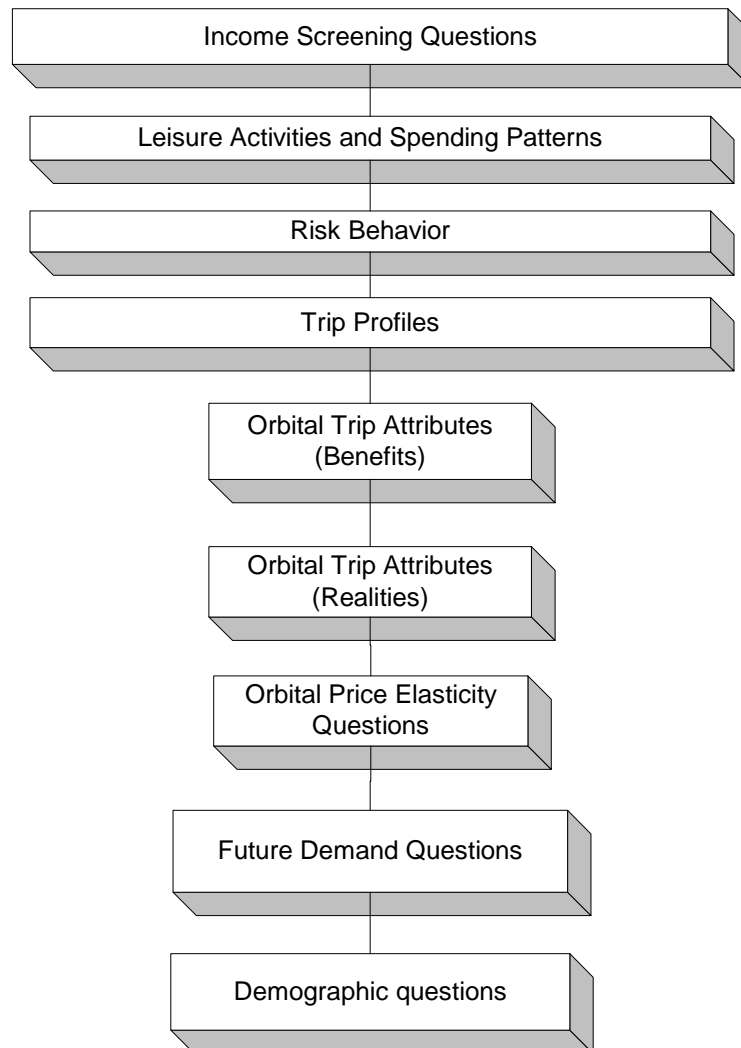 Income Screening Questions
Leisure Activities and Spending Patterns
Risk Behavior
Trip Profiles
Orbital Trip Attributes
(Benefits)
Orbital Trip Attributes
(Realities)
Orbital Price Elasticity
Questions
Future Demand Questions
Demographic questions